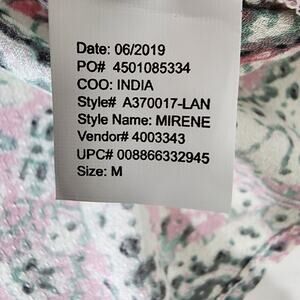 Date: 06/2019
PO# 4501085334
COO: INDIA
Style# A370017-LAN
Style Name: MIRENE
Vendor# 4003343
UPC# 008866332945
Size: M